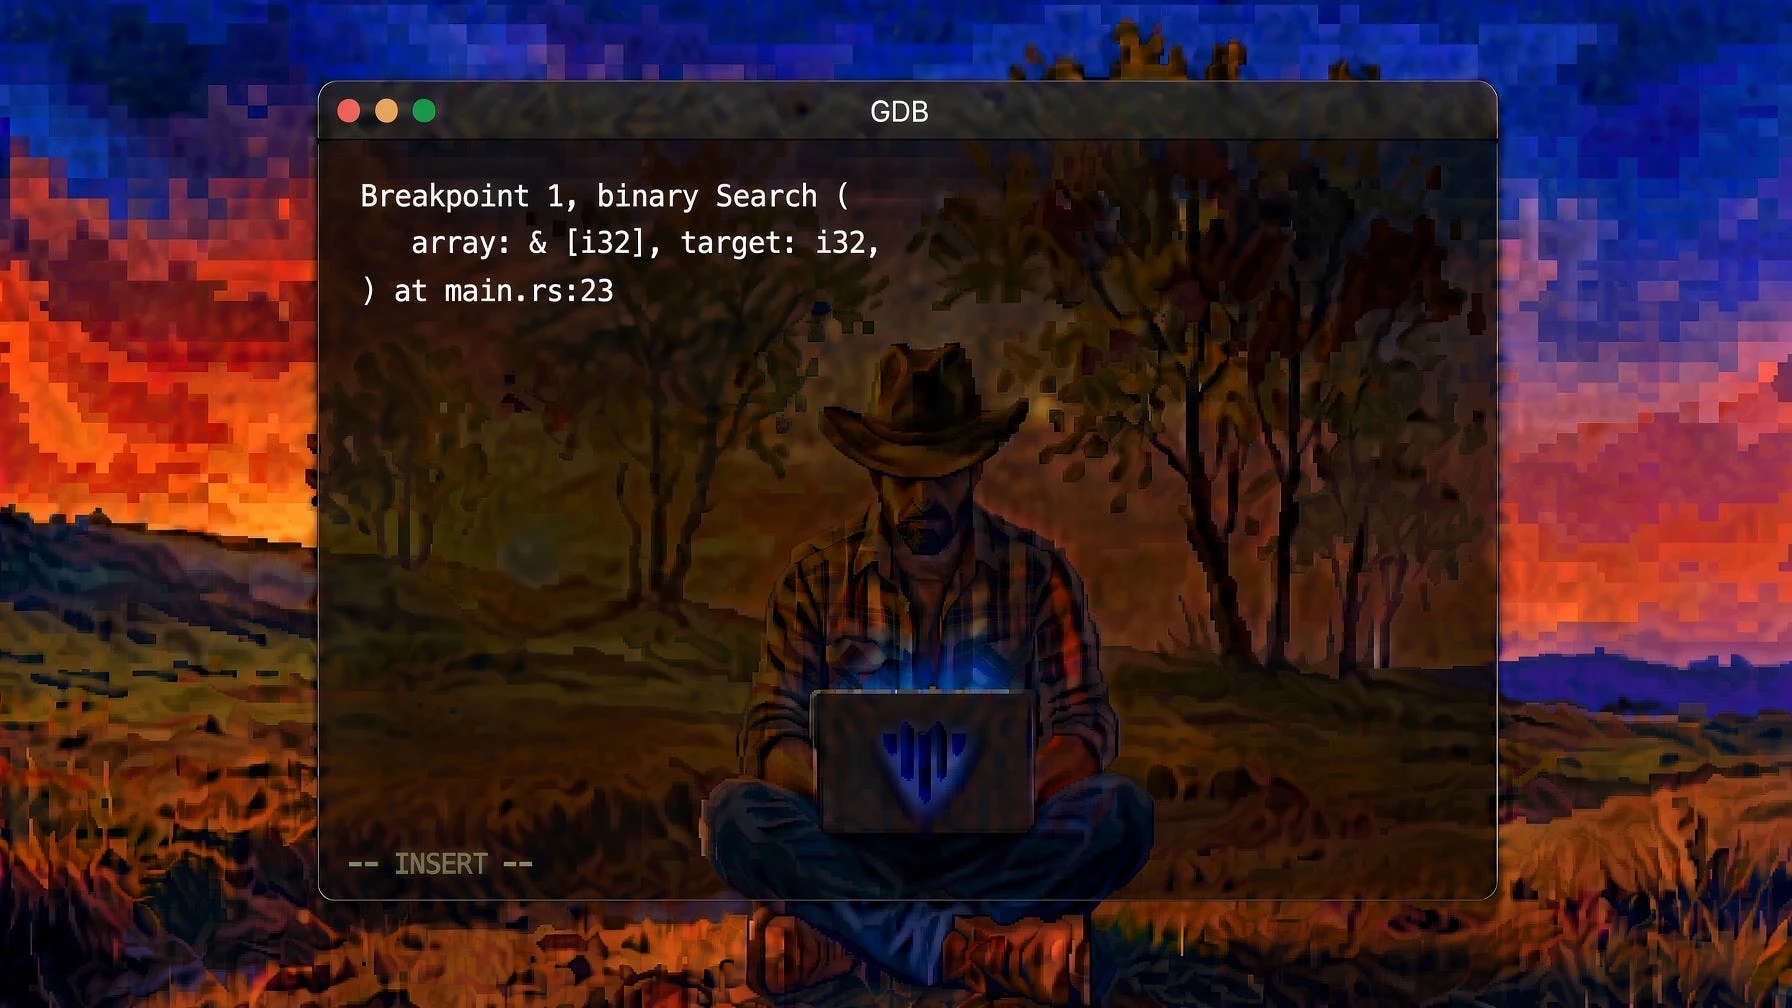 GDB
Breakpoint 1, binary Search (
array: & [i32], target: i32,
) at main.rs:23
-- INSERT --